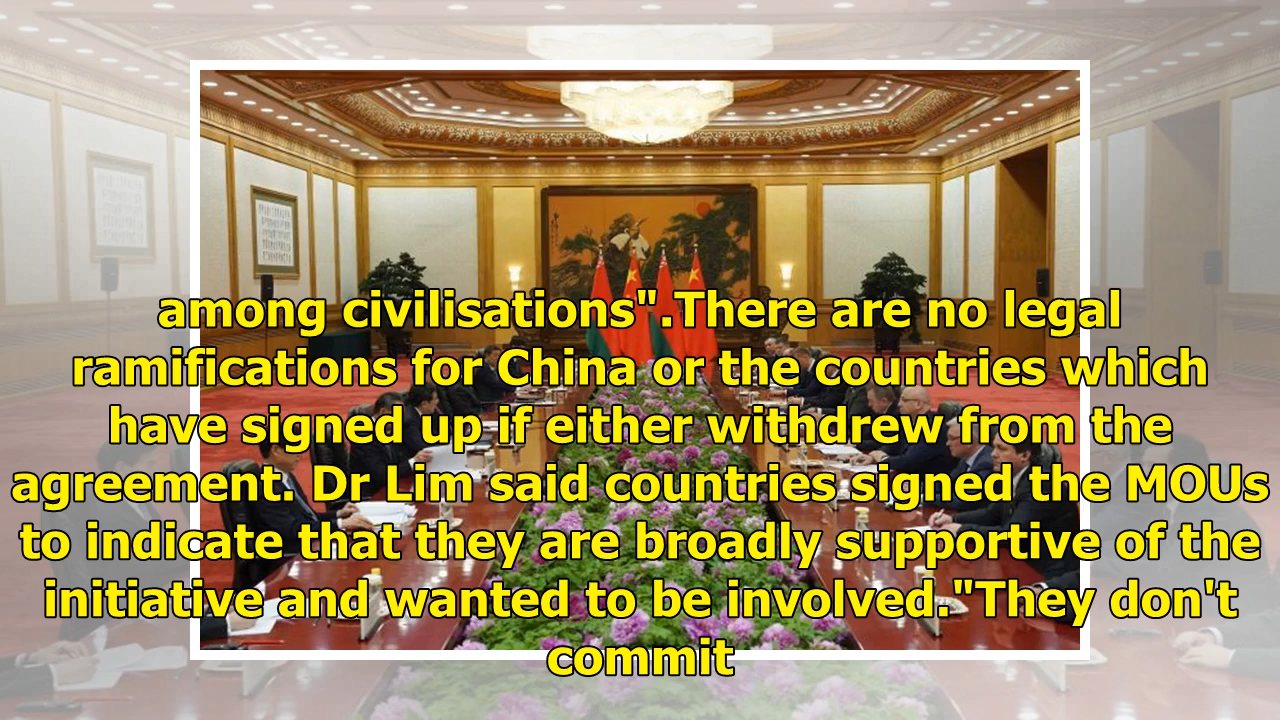 among civilisations".There are no legal
ramifications for China or the countries which
have signed up if either withdrew from the
agreement. Dr Lim said countries signed the MOUs
to indicate that they are broadly supportive of the
initiative and wanted to be involved."They don't
commit